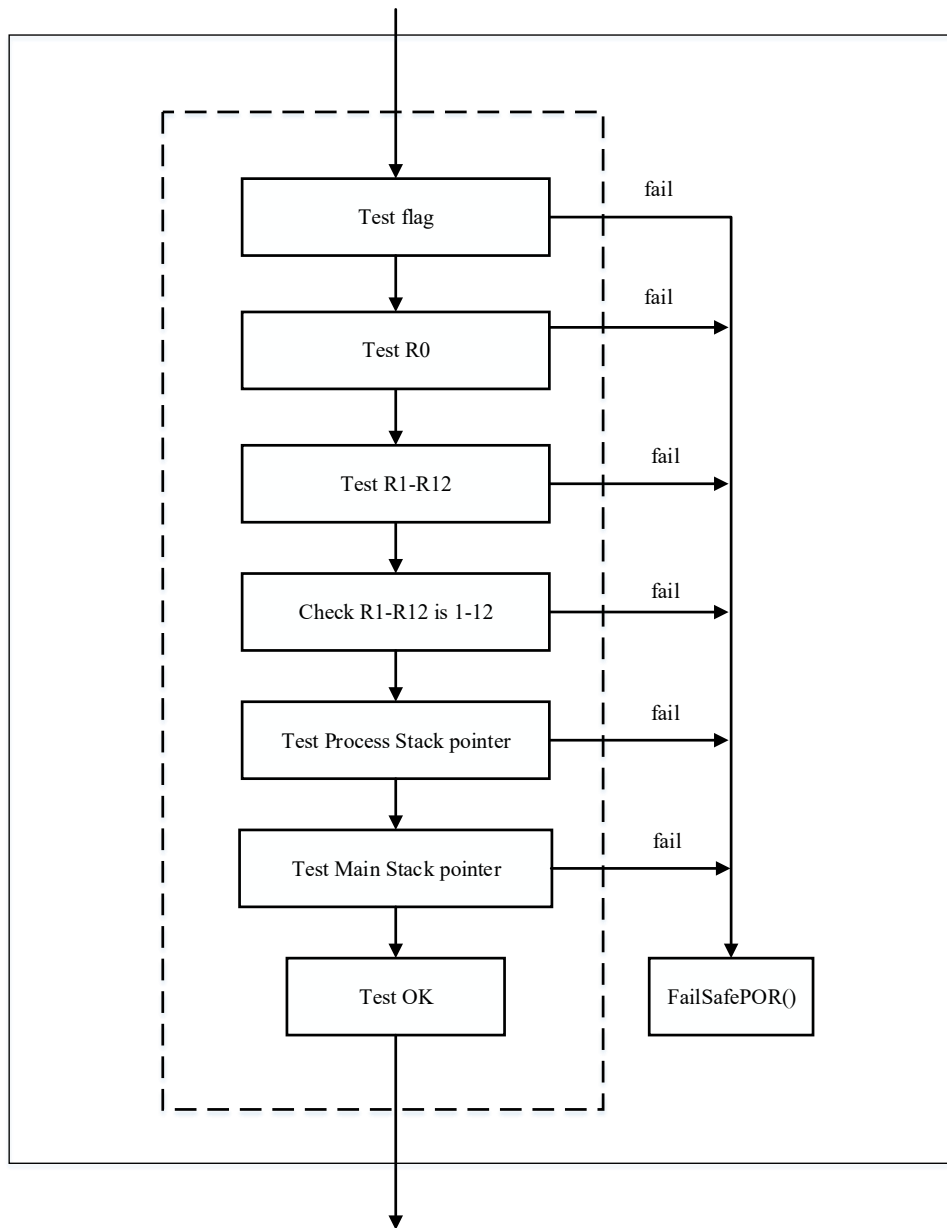 Test flag
fail
Test R0
fail
Test R1-R12
fail
Check R1-R12 is 1-12
fail
Test Process Stack pointer
fail
Test Main Stack pointer
fail
Test OK
FailSafePOR()